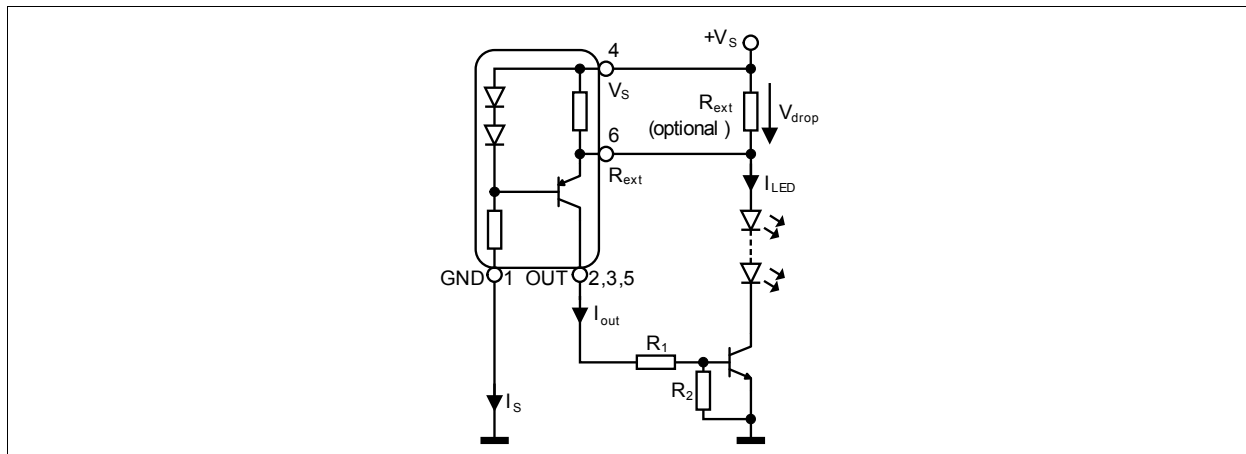 +VS
4
VS
Rext
(optional )
Vdrop
6
Rext
ILED
GND 1 OUT 2,3,5
Iout
R1
R2
IS